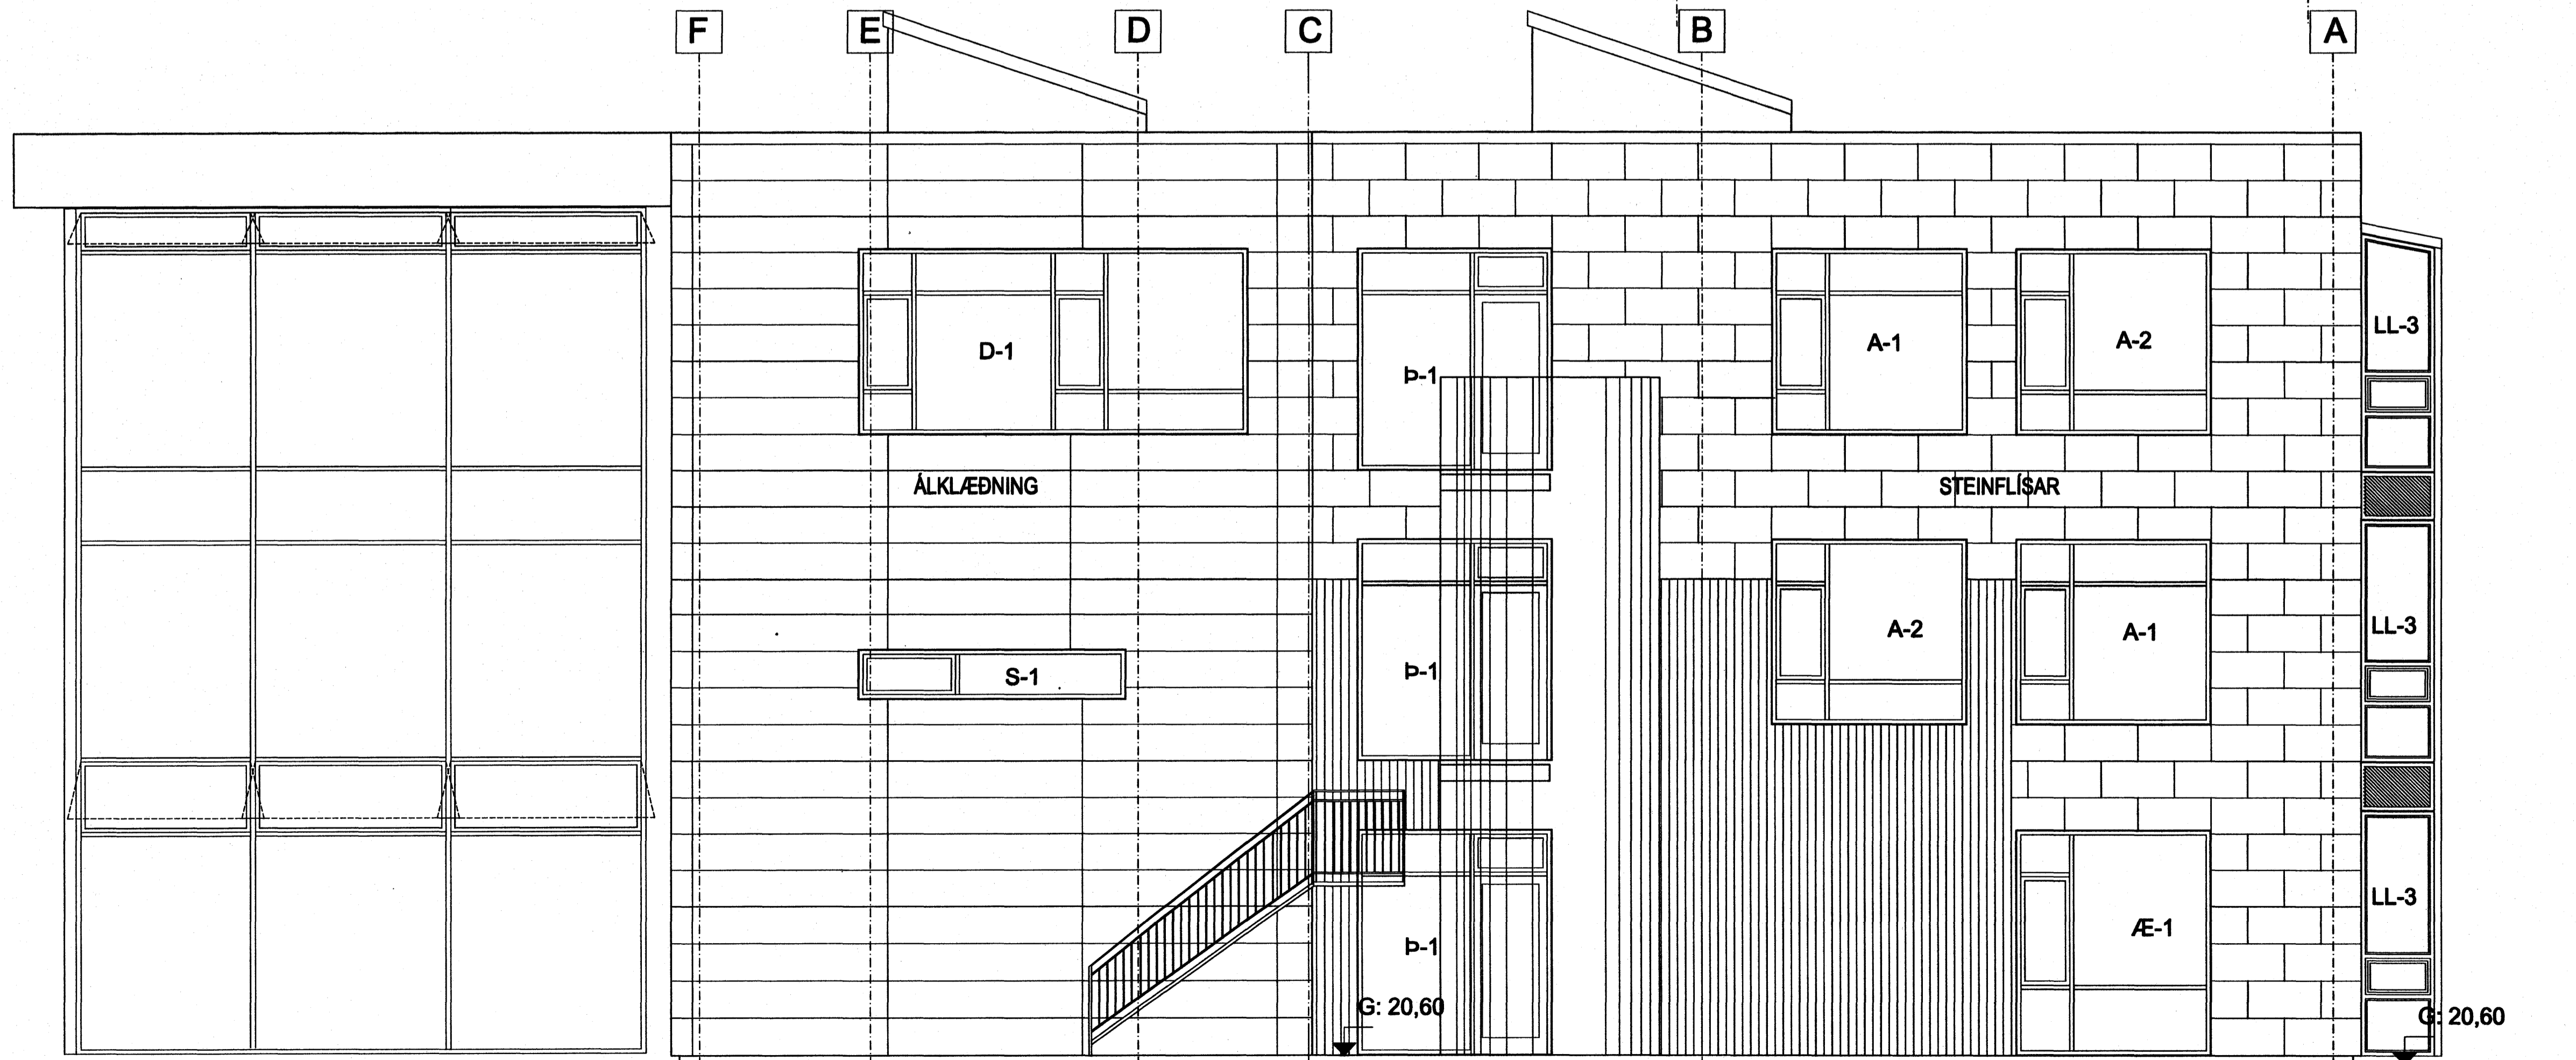 F E D C B A
LL-3
A-1 A-2
D-1
Þ-1
ÁLKLÆÐNING STEINFLÍSAR
LL-3
A-2 A-1
Þ-1
S-1
LL-3
Æ-1
Þ-1
G: 20,60 G: 20,60